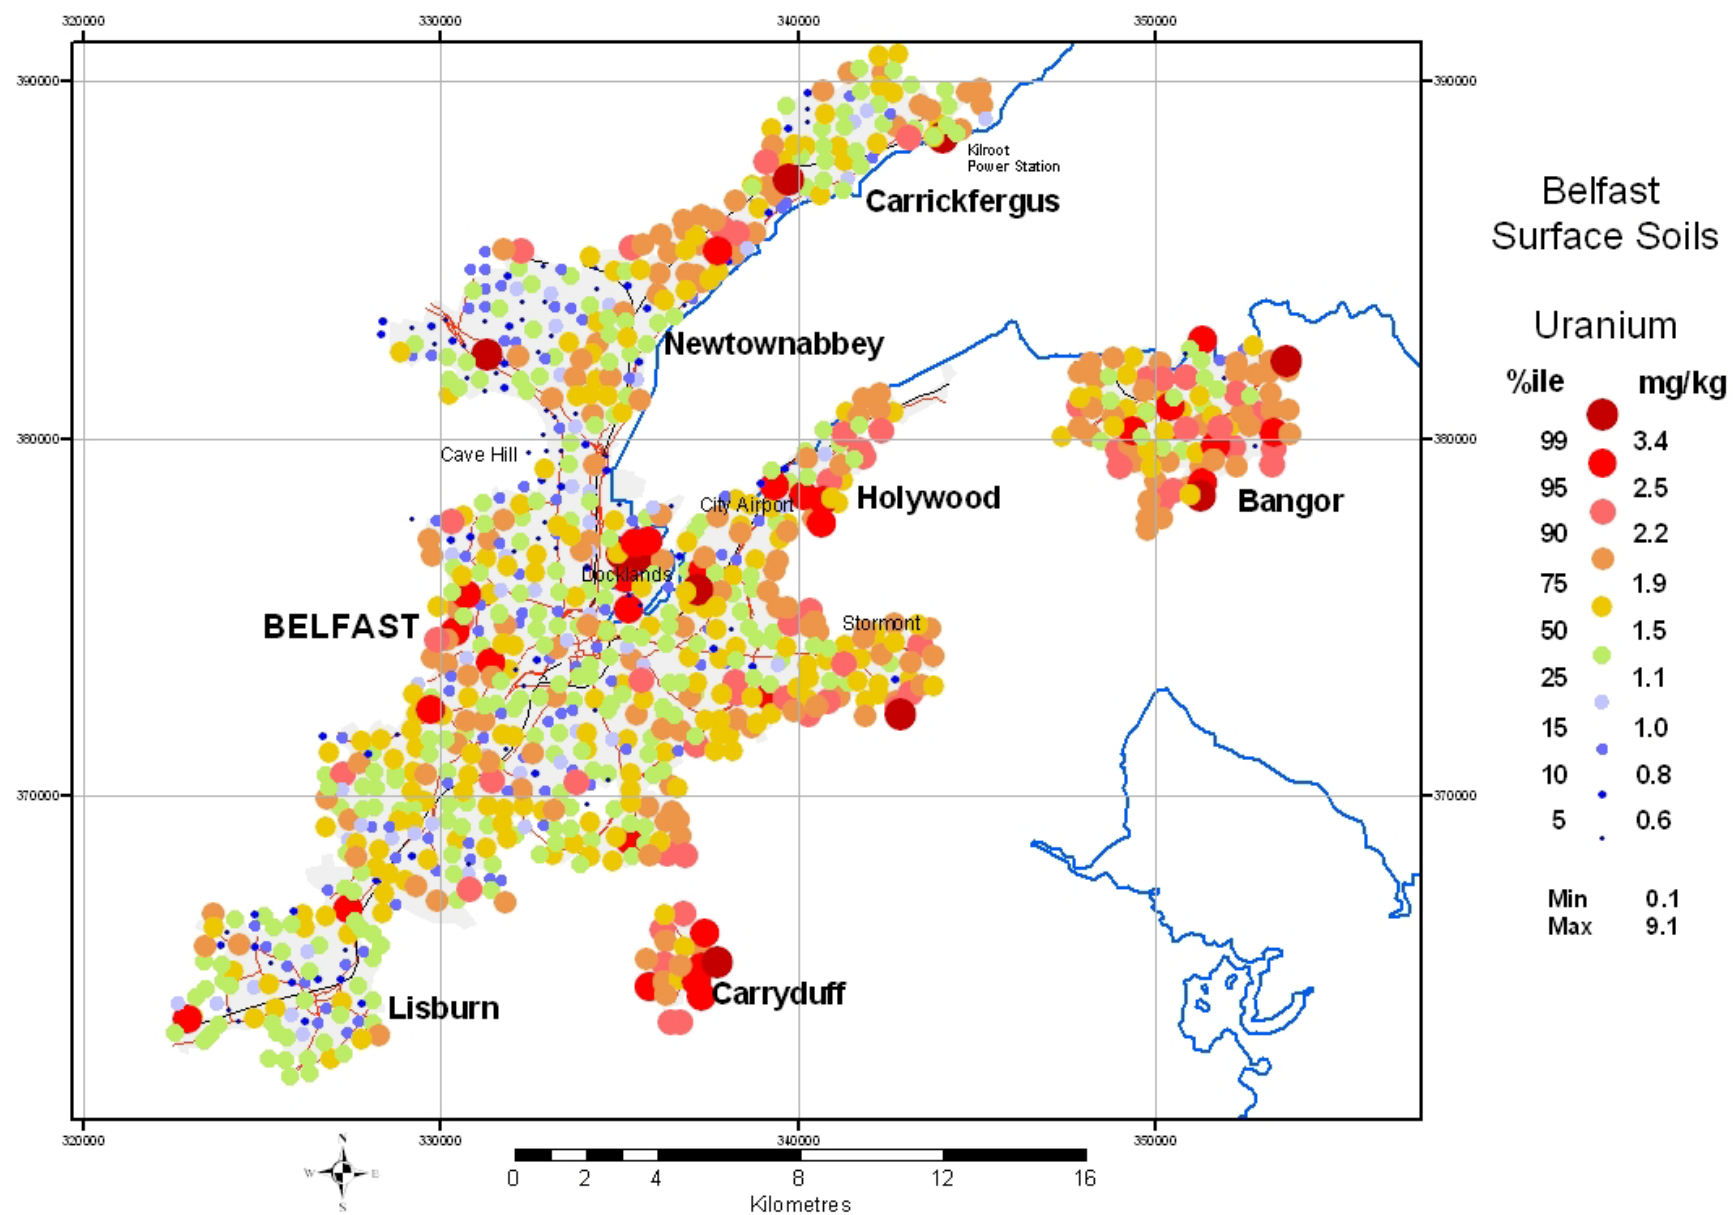 320000 330000 340000 350000
390000 390000
Kilroot
Power Station
Carrickfergus
Belfast
Surface Soils
Uranium
Newtownabbey
%ile mg/kg
380000 380000
Cave Hill
99 3.4
95 2.5
City Airport
Holywood
Bangor
90 2.2
Docklands
75 1.9
BELFAST
Stormont
50 1.5
25 1.1
15 1.0
10 0.8
370000 370000
5 0.6
Min 0.1
Max 9.1
Carryduff
Lisburn
320000 330000 340000 350000
N
W E
S
0 2 4 8 12 16
Kilometres